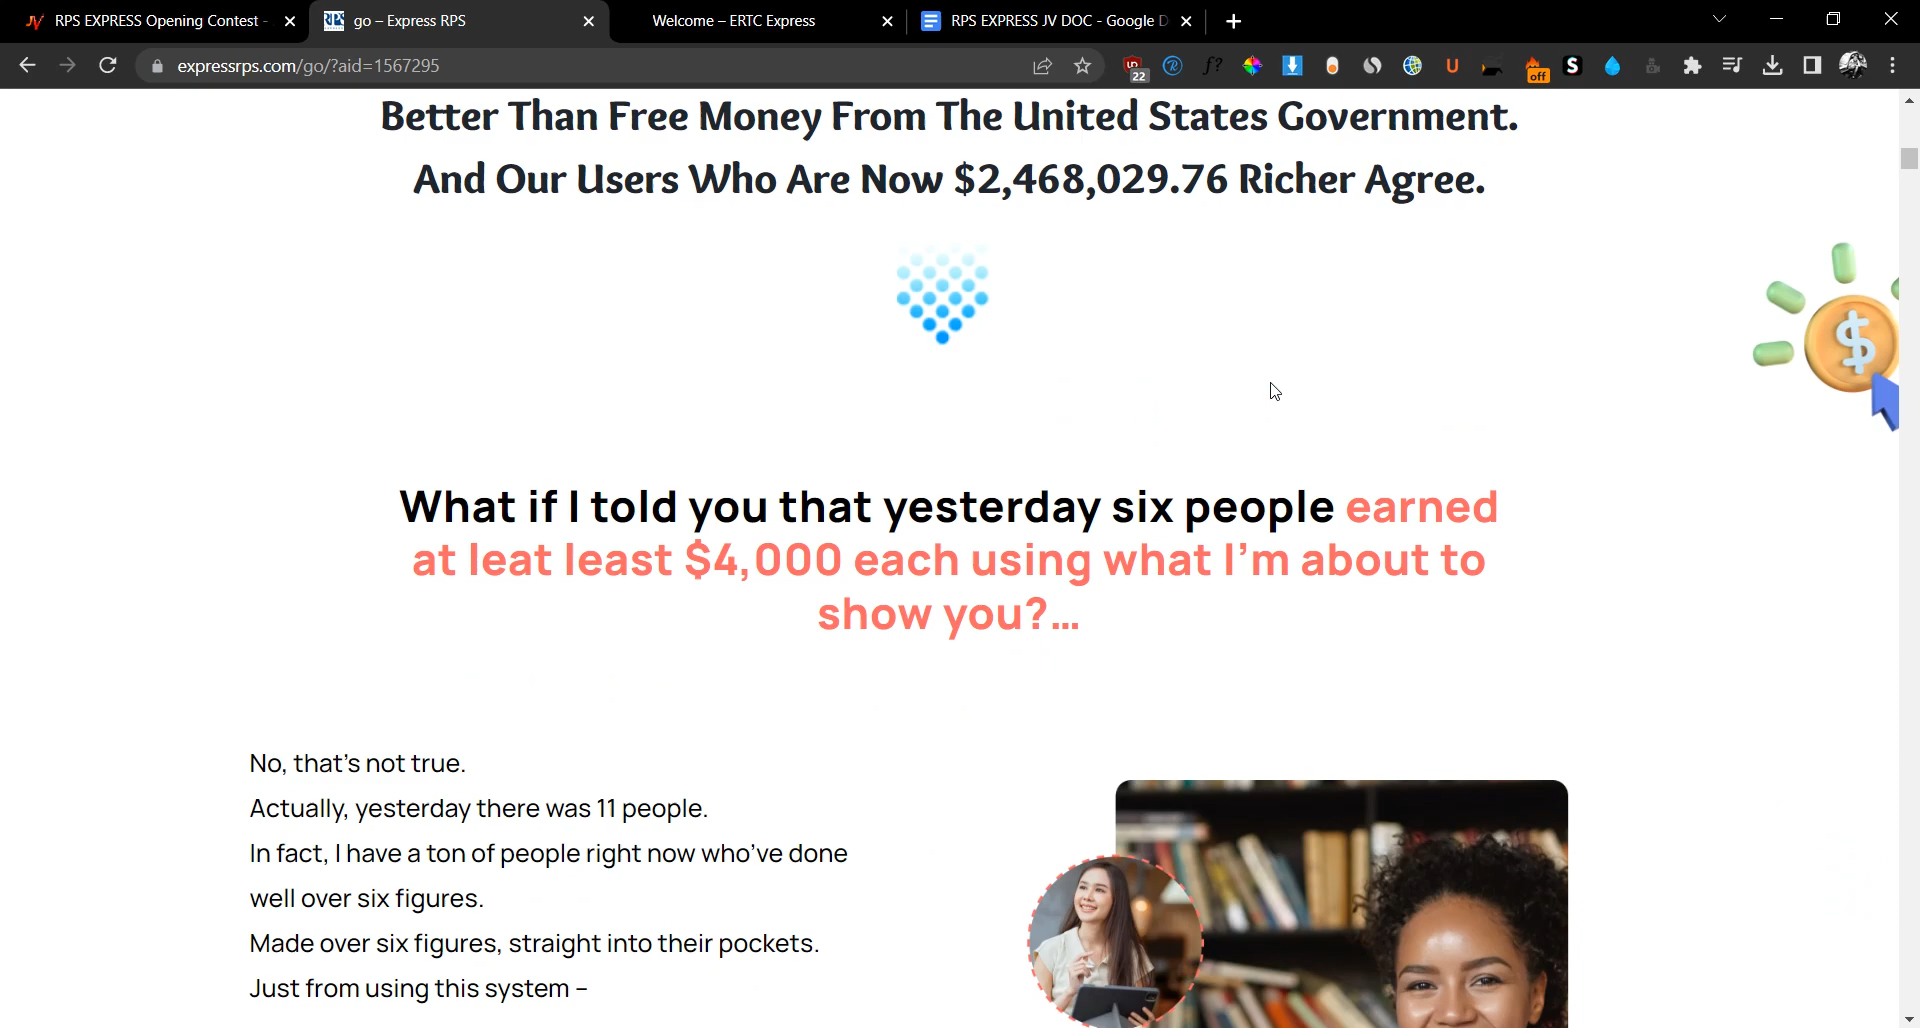 RPS EXPRESS Opening Contest -
go – Express RPS
Welcome – ERTC Express
RPS EXPRESS JV DOC - Google D
expressrps.com/go/?aid=1567295
22
off
Better Than Free Money From The United States Government.
And Our Users Who Are Now $2,468,029.76 Richer Agree.
What if I told you that yesterday six people earned
at leat least $4,000 each using what I'm about to
show you?...
No, that's not true.
Actually, yesterday there was 11 people.
In fact, I have a ton of people right now who've done
well over six figures.
Made over six figures, straight into their pockets.
Just from using this system –